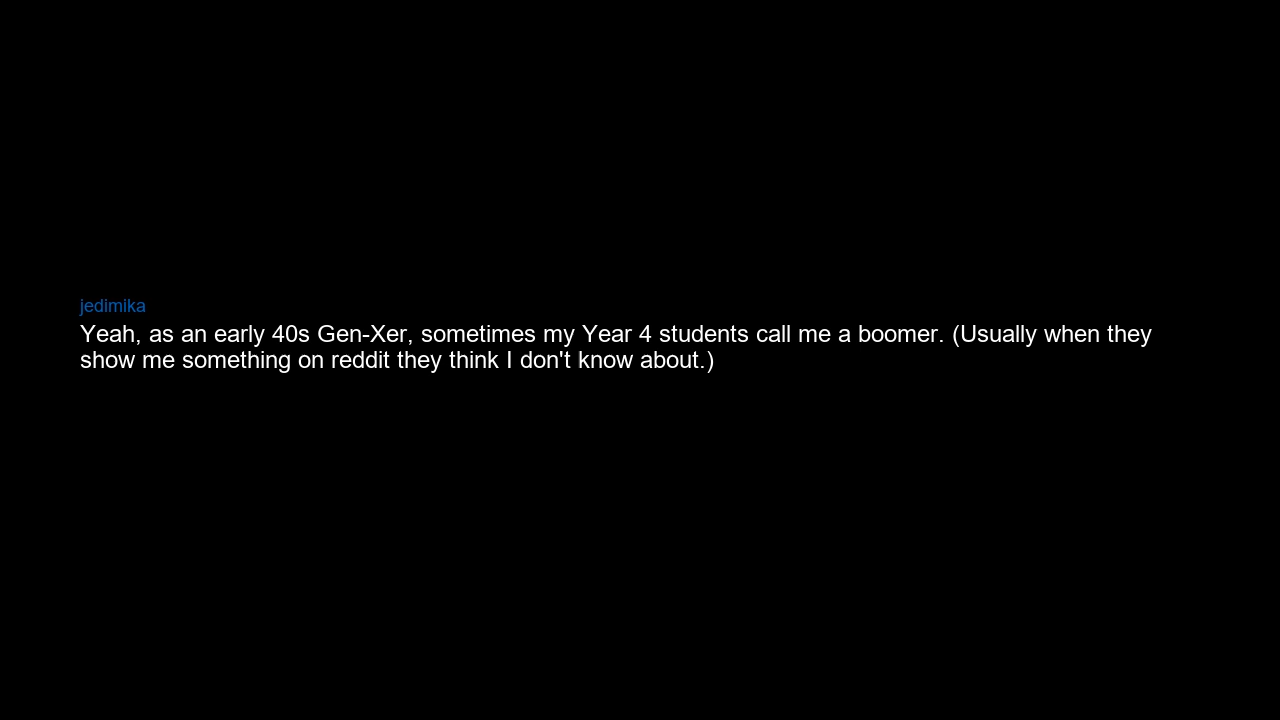 jedimika
Yeah, as an early 40s Gen-Xer, sometimes my Year 4 students call me a boomer. (Usually when they
show me something on reddit they think I don't know about.)